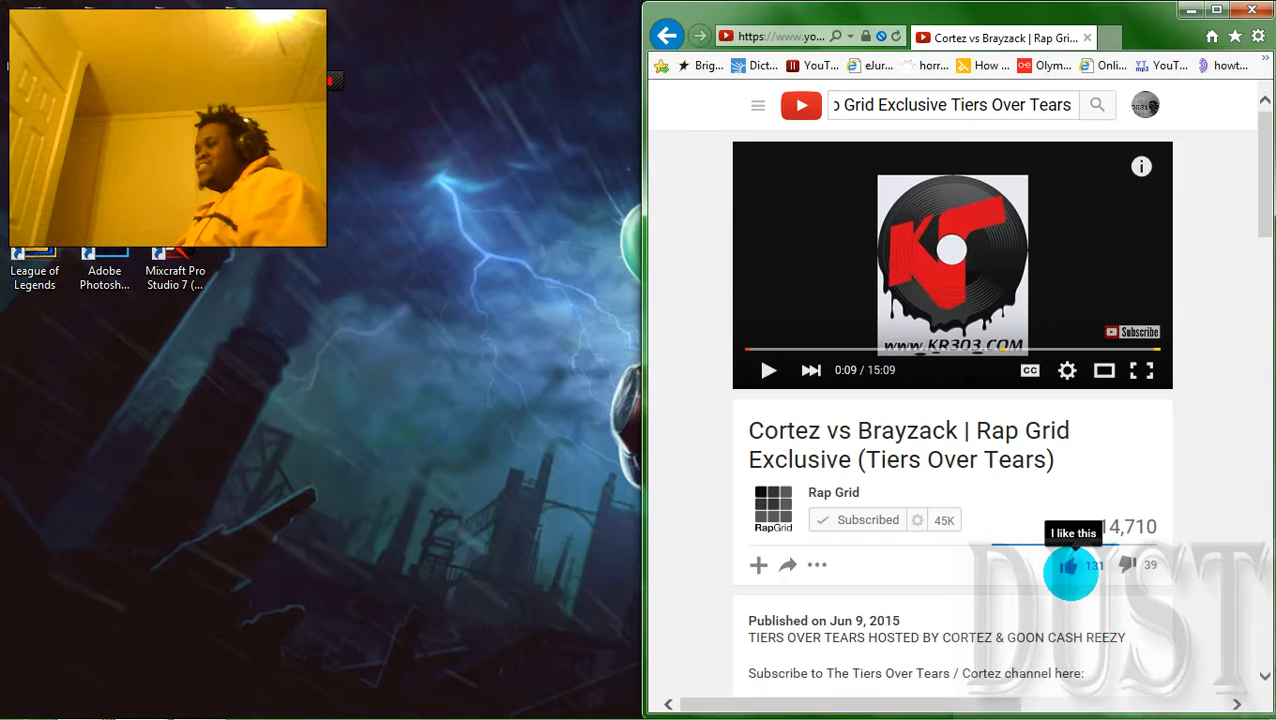 League of
Legends
Adobe
Photosh...
Mixcraft Pro
Studio 7 (...
https://www.yo...
Cortez vs Brayzack | Rap Gri...
Brig...
Dict...
YouT...
eJur...
horr...
How ...
Olym...
Onli...
YouT...
howt...
Grid Exclusive Tiers Over Tears
KR
www.KR3O3.COM
Subscribe
0:09 / 15:09
CC
Cortez vs Brayzack | Rap Grid
Exclusive (Tiers Over Tears)
RapGrid
Rap Grid
Subscribed
45K
14,710
I like this
131
39
Published on Jun 9, 2015
TIERS OVER TEARS HOSTED BY CORTEZ & GOON CASH REEZY
Subscribe to The Tiers Over Tears / Cortez channel here:
DUST